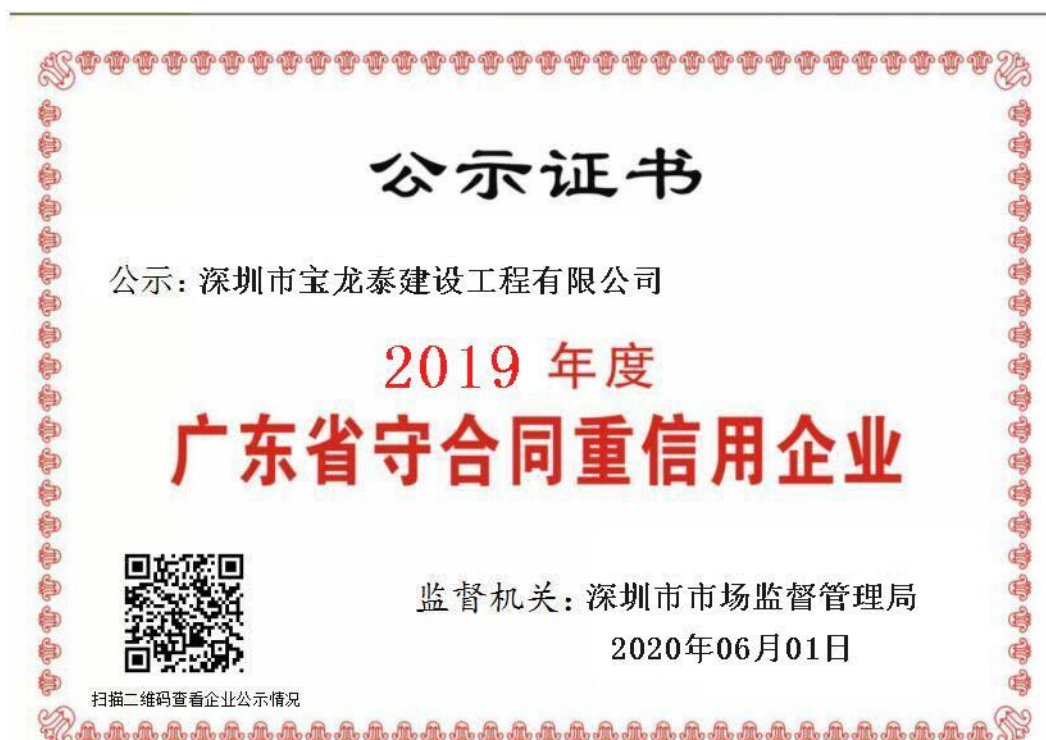 公示证书
公示：深圳市宝龙泰建设工程有限公司
2019 年度
广东省守合同重信用企业
监督机关：深圳市市场监督管理局
2020年06月01日
扫描二维码查看企业公示情况